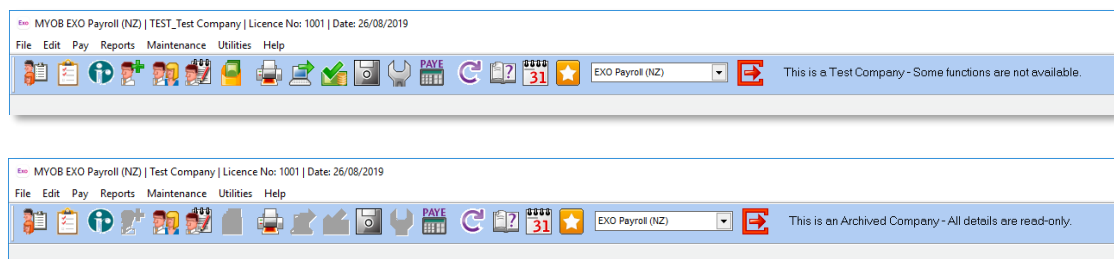 Exo MYOB EXO Payroll (NZ) | TEST_Test Company | Licence No: 1001 | Date: 26/08/2019
File Edit Pay Reports Maintenance Utilities Help
PAYE 31 EXO Payroll (NZ) This is a Test Company - Some functions are not available.
Exo MYOB EXO Payroll (NZ) | Test Company | Licence No: 1001 | Date: 26/08/2019
File Edit Pay Reports Maintenance Utilities Help
PAYE ? 31 EXO Payroll (NZ) This is an Archived Company - All details are read-only.